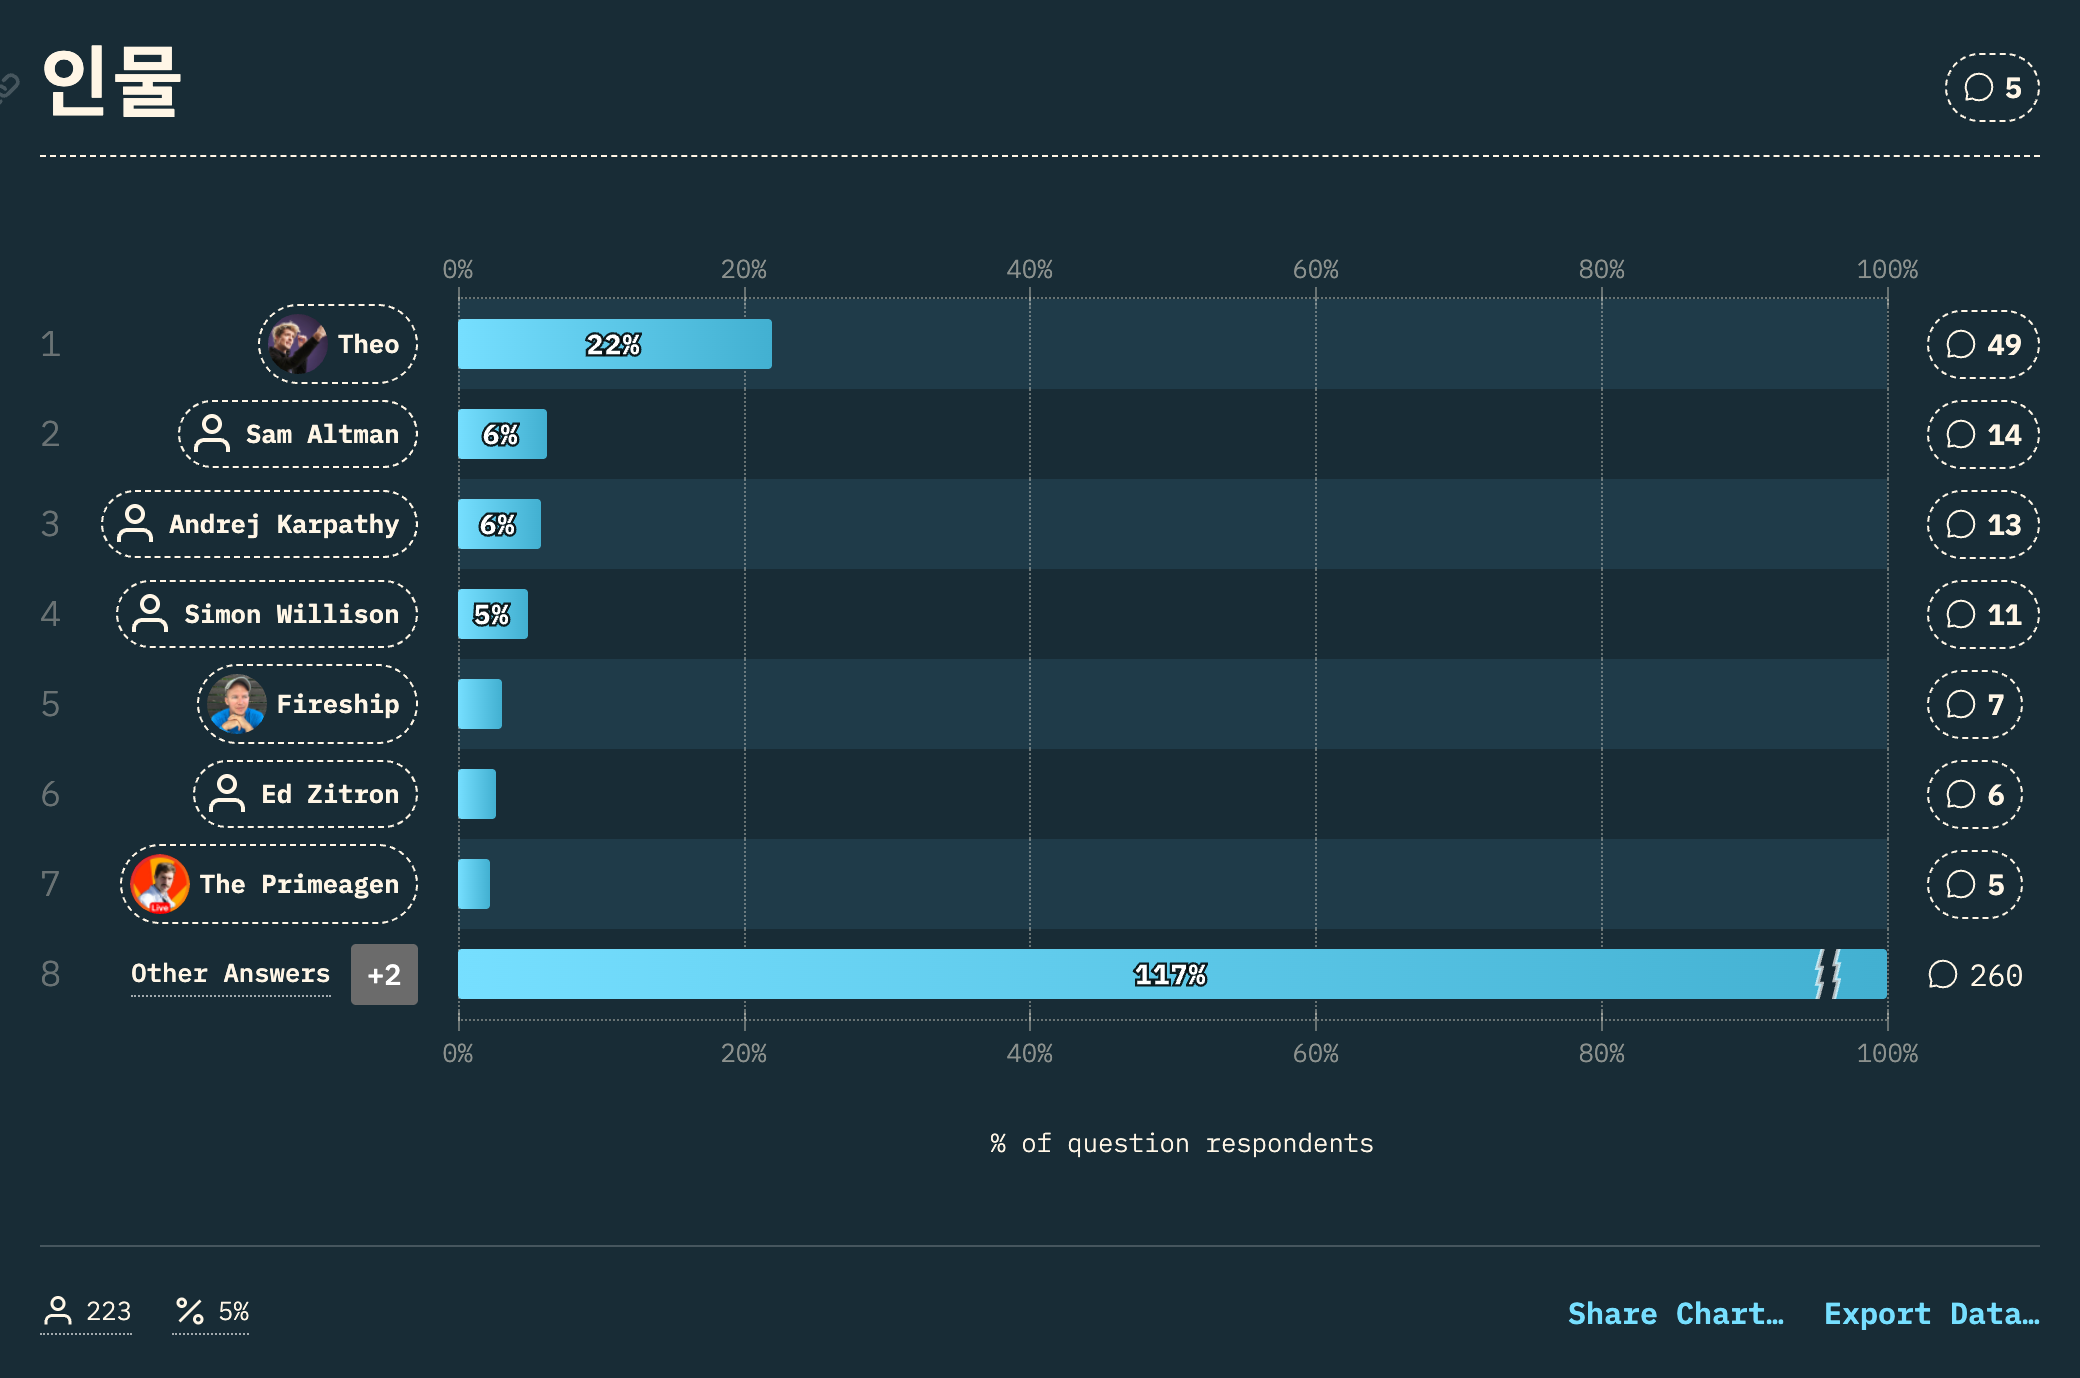 인물
5
0% 20% 40% 60% 80% 100%
1 Theo 22% 49
2 Sam Altman 6% 14
3 Andrej Karpathy 6% 13
4 Simon Willison 5% 11
5 Fireship 7
6 Ed Zitron 6
7 The Primeagen 5
Live
8 Other Answers +2 117% 260
0% 20% 40% 60% 80% 100%
% of question respondents
223 5% Share Chart… Export Data…